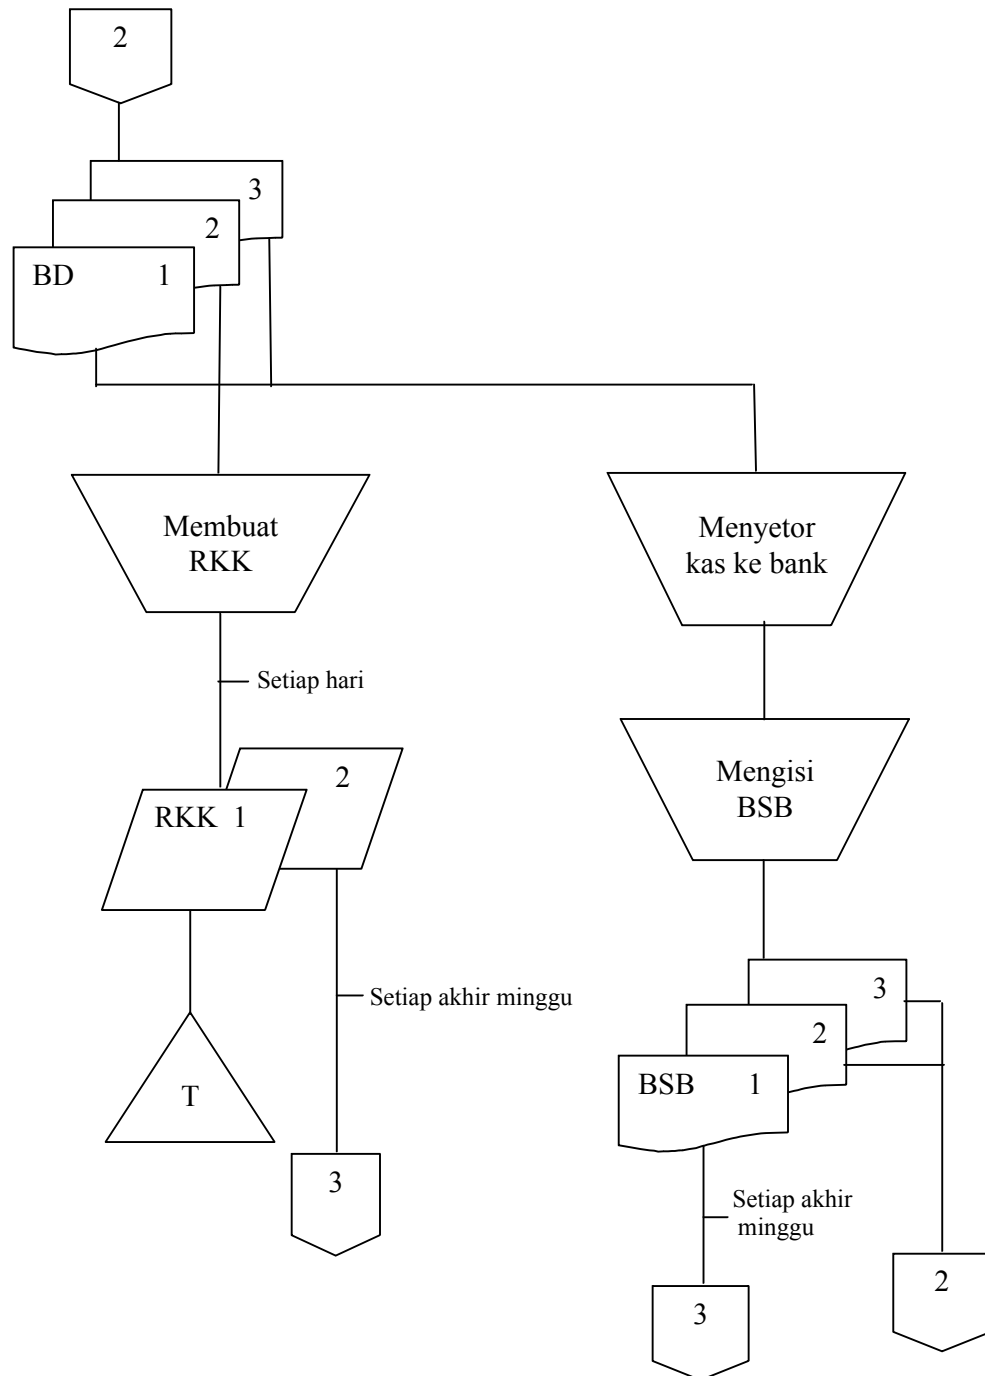 2
3
2
BD 1
Membuat
RKK
Menyetor
kas ke bank
Setiap hari
Mengisi
BSB
2
RKK 1
Setiap akhir minggu
T
3
3
2
BSB 1
Setiap akhir
minggu
3
2